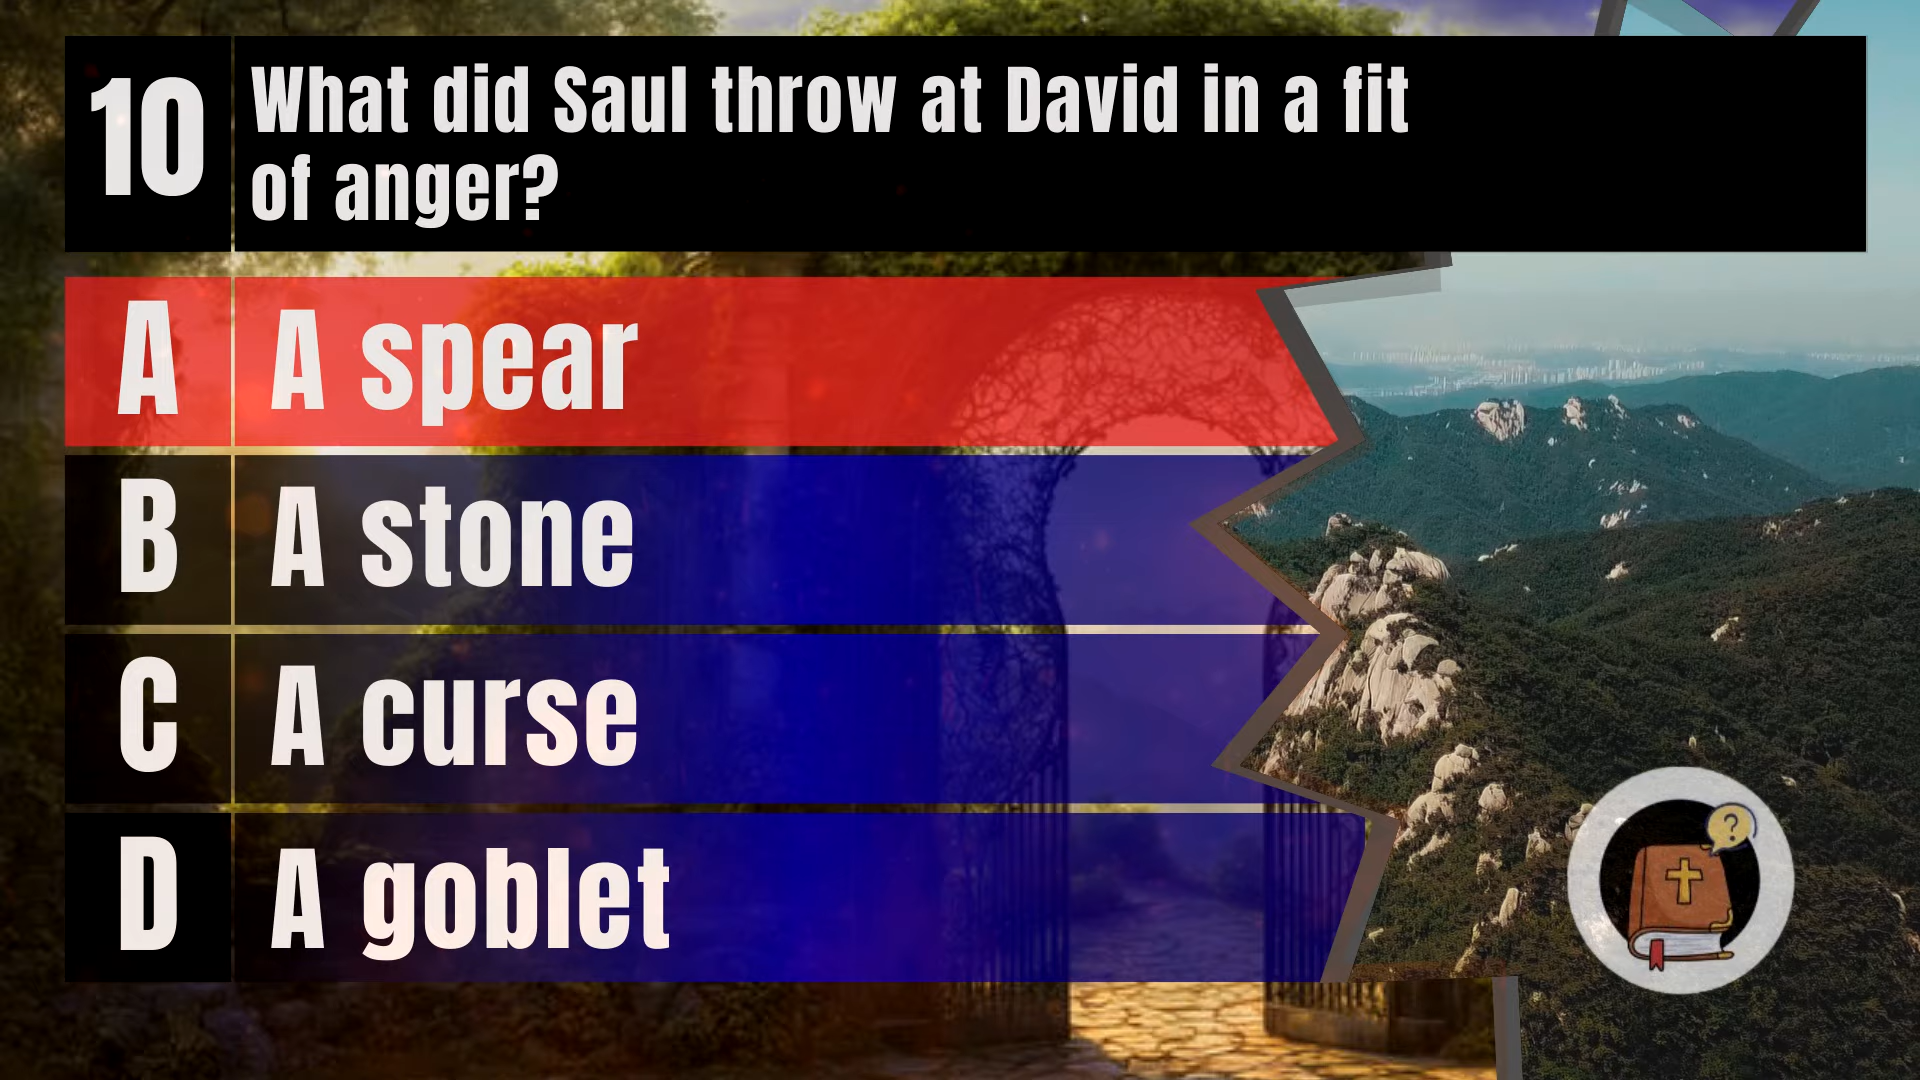 10
What did Saul throw at David in a fit
of anger?
A A spear
B A stone
C A curse
D A goblet
?